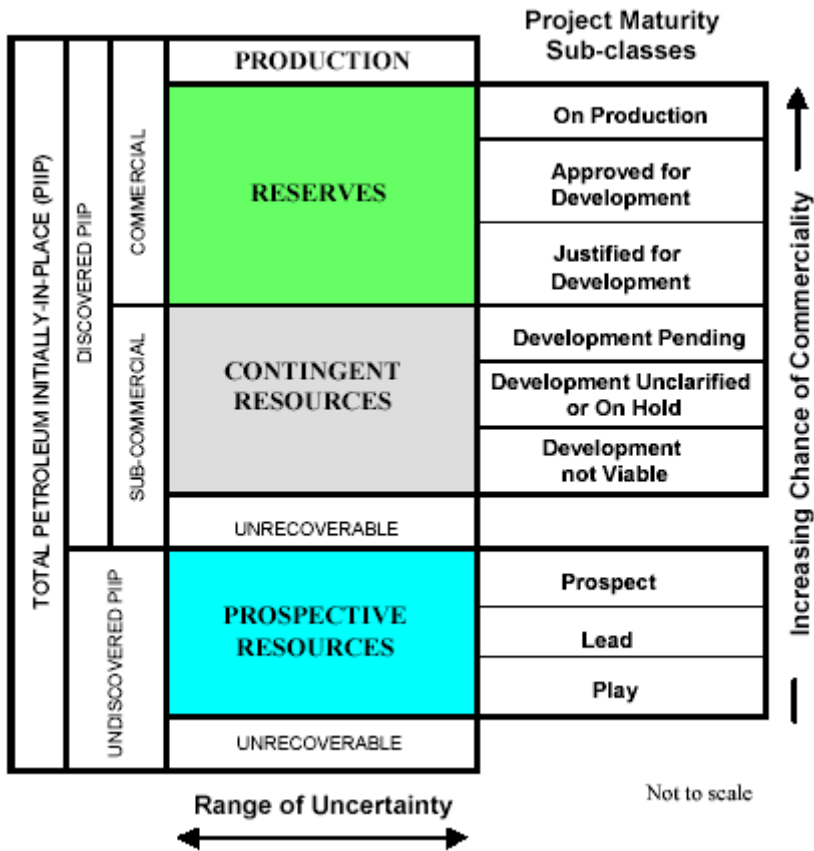 Project Maturity
Sub-classes
PRODUCTION
On Production
RESERVES
Approved for
Development
Justified for
Development
CONTINGENT
RESOURCES
Development Pending
Development Unclarified
or On Hold
Development
not Viable
UNRECOVERABLE
PROSPECTIVE
RESOURCES
Prospect
Lead
Play
UNRECOVERABLE
TOTAL PETROLEUM INITIALLY-IN-PLACE (PIIP)
DISCOVERED PIIP
UNDISCOVERED PIIP
COMMERCIAL
SUB-COMMERCIAL
Increasing Chance of Commerciality
Range of Uncertainty
Not to scale